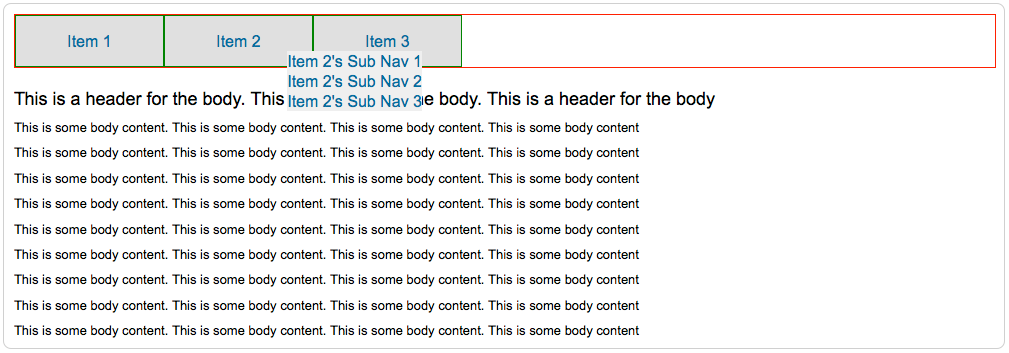 Item 1 Item 2 Item 3
Item 2's Sub Nav 1
Item 2's Sub Nav 2
This is a header for the body. This e body. This is a header for the body
Item 2's Sub Nav 3
This is some body content. This is some body content. This is some body content. This is some body content
This is some body content. This is some body content. This is some body content. This is some body content
This is some body content. This is some body content. This is some body content. This is some body content
This is some body content. This is some body content. This is some body content. This is some body content
This is some body content. This is some body content. This is some body content. This is some body content
This is some body content. This is some body content. This is some body content. This is some body content
This is some body content. This is some body content. This is some body content. This is some body content
This is some body content. This is some body content. This is some body content. This is some body content
This is some body content. This is some body content. This is some body content. This is some body content